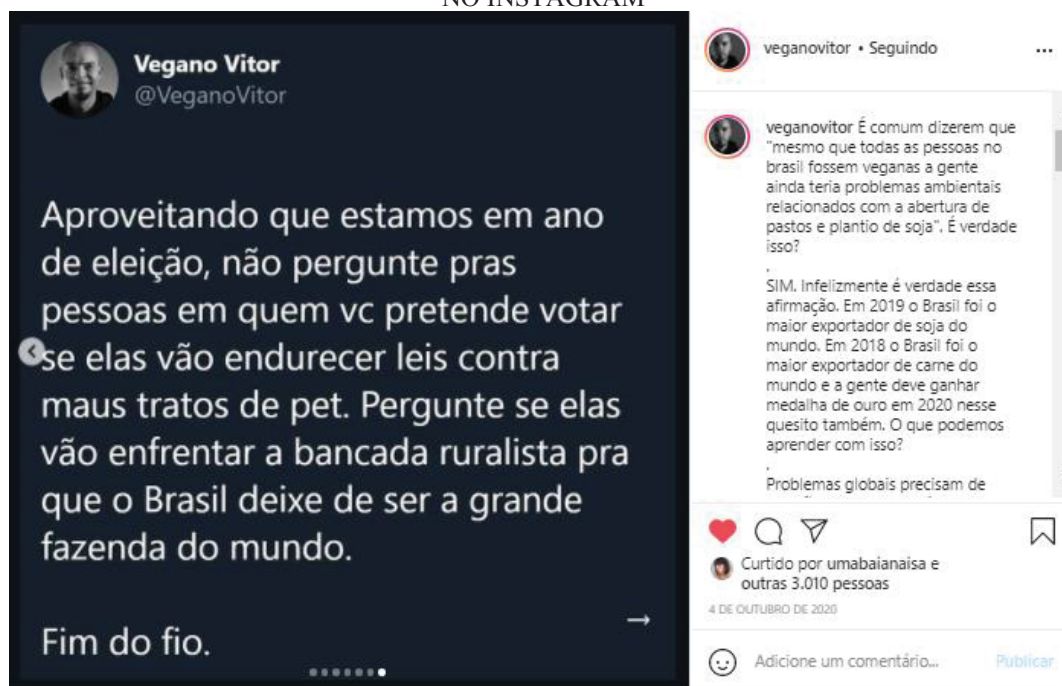 NO INSTAGRAM
Vegano Vitor
@VeganoVitor
Aproveitando que estamos em ano
de eleição, não pergunte pras
pessoas em quem vc pretende votar
se elas vão endurecer leis contra
maus tratos de pet. Pergunte se elas
vão enfrentar a bancada ruralista pra
que o Brasil deixe de ser a grande
fazenda do mundo.
Fim do fio.
veganovitor • Seguindo
veganovitor É comum dizerem que
"mesmo que todas as pessoas no
brasil fossem veganas a gente
ainda teria problemas ambientais
relacionados com a abertura de
pastos e plantio de soja". É verdade
isso?
.
SIM. Infelizmente é verdade essa
afirmação. Em 2019 o Brasil foi o
maior exportador de soja do
mundo. Em 2018 o Brasil foi o
maior exportador de carne do
mundo e a gente deve ganhar
medalha de ouro em 2020 nesse
quesito também. O que podemos
aprender com isso?
.
Problemas globais precisam de
Curtido por umabaianaisa e
outras 3.010 pessoas
4 DE OUTUBRO DE 2020
Adicione um comentário...
Publicar